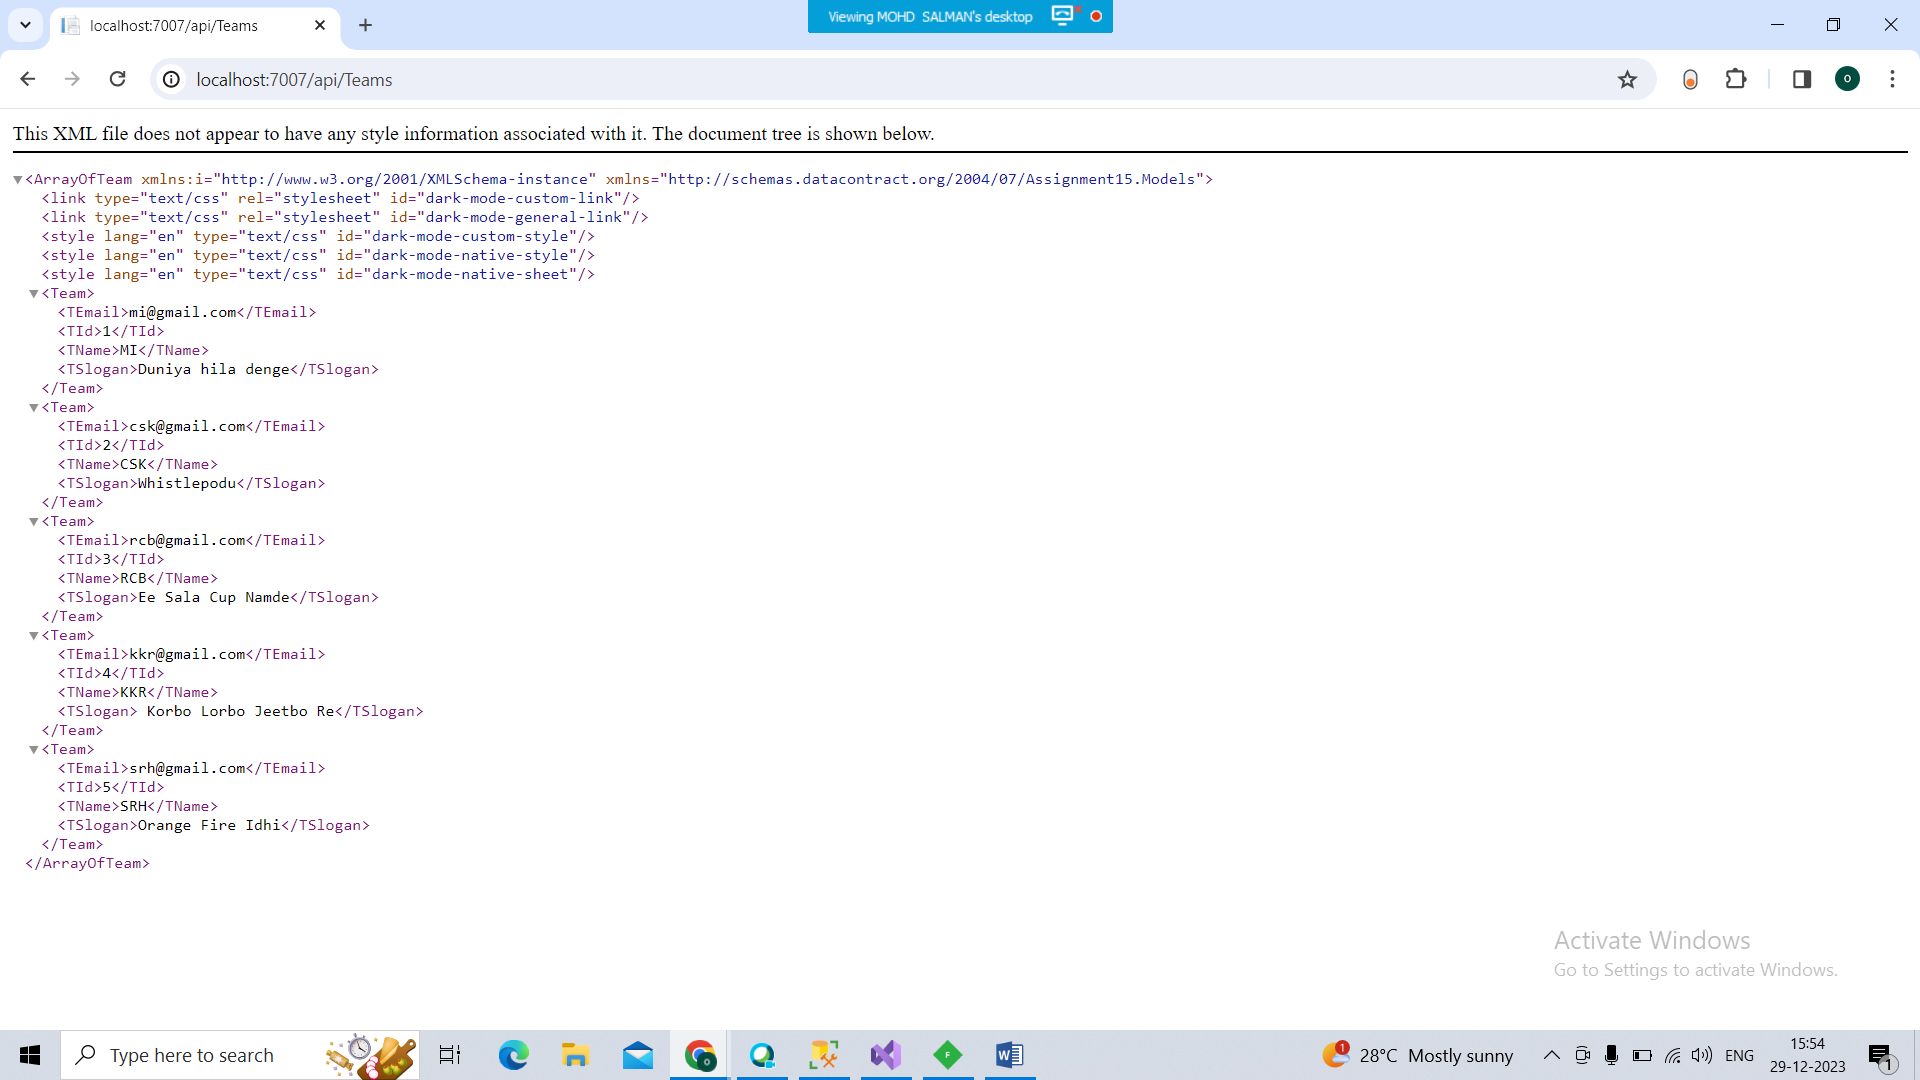 localhost:7007/api/Teams
Viewing MOHD SALMAN's desktop
localhost:7007/api/Teams
O
This XML file does not appear to have any style information associated with it. The document tree is shown below.
▼<ArrayOfTeam xmlns:i="http://www.w3.org/2001/XMLSchema-instance" xmlns="http://schemas.datacontract.org/2004/07/Assignment15.Models">
<link type="text/css" rel="stylesheet" id="dark-mode-custom-link"/>
<link type="text/css" rel="stylesheet" id="dark-mode-general-link"/>
<style lang="en" type="text/css" id="dark-mode-custom-style"/>
<style lang="en" type="text/css" id="dark-mode-native-style"/>
<style lang="en" type="text/css" id="dark-mode-native-sheet"/>
▼<Team>
<TEmail>mi@gmail.com</TEmail>
<TId>1</TId>
<TName>MI</TName>
<TSlogan>Duniya hila denge</TSlogan>
</Team>
▼<Team>
<TEmail>csk@gmail.com</TEmail>
<TId>2</TId>
<TName>CSK</TName>
<TSlogan>Whistlepodu</TSlogan>
</Team>
▼<Team>
<TEmail>rcb@gmail.com</TEmail>
<TId>3</TId>
<TName>RCB</TName>
<TSlogan>Ee Sala Cup Namde</TSlogan>
</Team>
▼<Team>
<TEmail>kkr@gmail.com</TEmail>
<TId>4</TId>
<TName>KKR</TName>
<TSlogan> Korbo Lorbo Jeetbo Re</TSlogan>
</Team>
▼<Team>
<TEmail>srh@gmail.com</TEmail>
<TId>5</TId>
<TName>SRH</TName>
<TSlogan>Orange Fire Idhi</TSlogan>
</Team>
</ArrayOfTeam>
Activate Windows
Go to Settings to activate Windows.
Type here to search
1
28°C Mostly sunny
ENG
15:54
29-12-2023
1